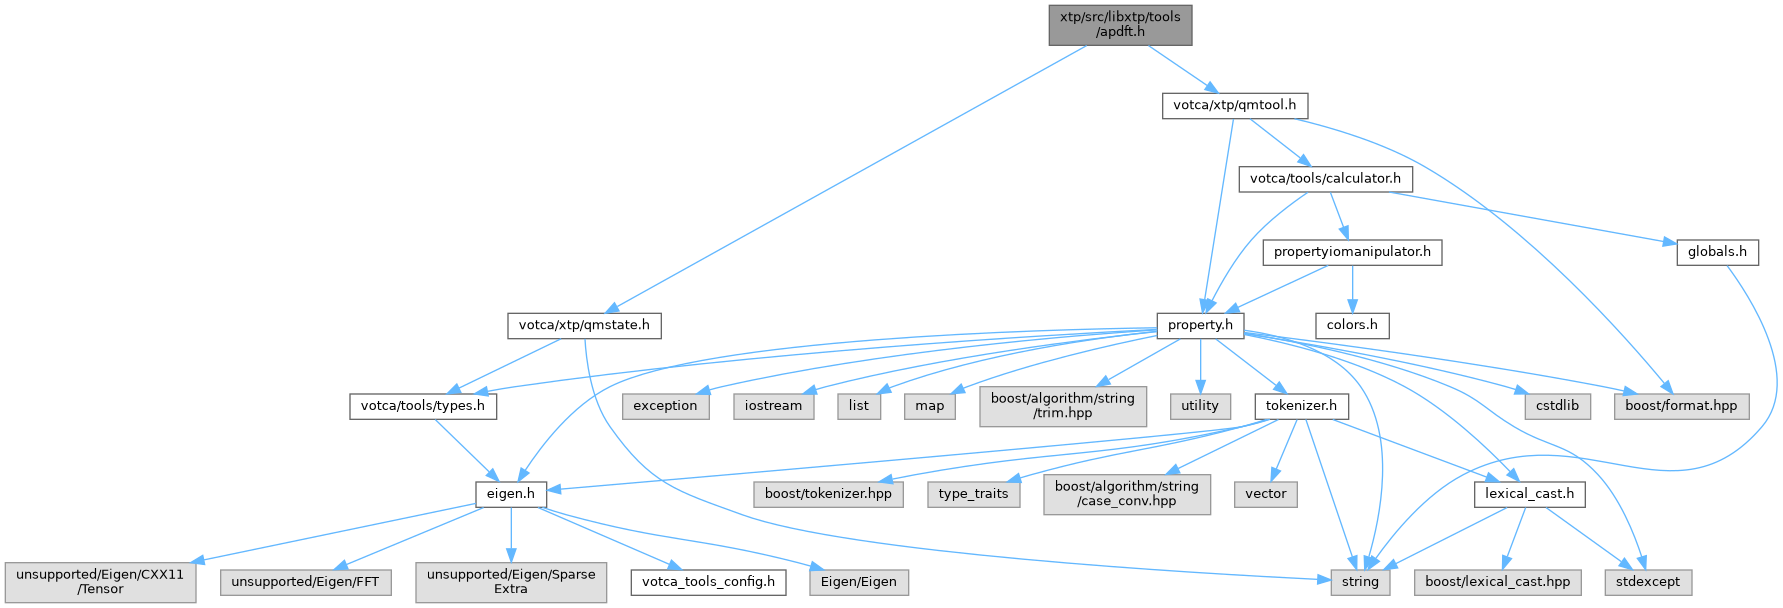 xtp/src/libxtp/tools
/apdft.h
votca/xtp/qmtool.h
votca/tools/calculator.h
propertyiomanipulator.h
globals.h
votca/xtp/qmstate.h
property.h
colors.h
votca/tools/types.h
exception
iostream
list
map
boost/algorithm/string
/trim.hpp
utility
tokenizer.h
cstdlib
boost/format.hpp
eigen.h
boost/tokenizer.hpp
type_traits
boost/algorithm/string
/case_conv.hpp
vector
lexical_cast.h
unsupported/Eigen/CXX11
/Tensor
unsupported/Eigen/FFT
unsupported/Eigen/Sparse
Extra
votca_tools_config.h
Eigen/Eigen
string
boost/lexical_cast.hpp
stdexcept